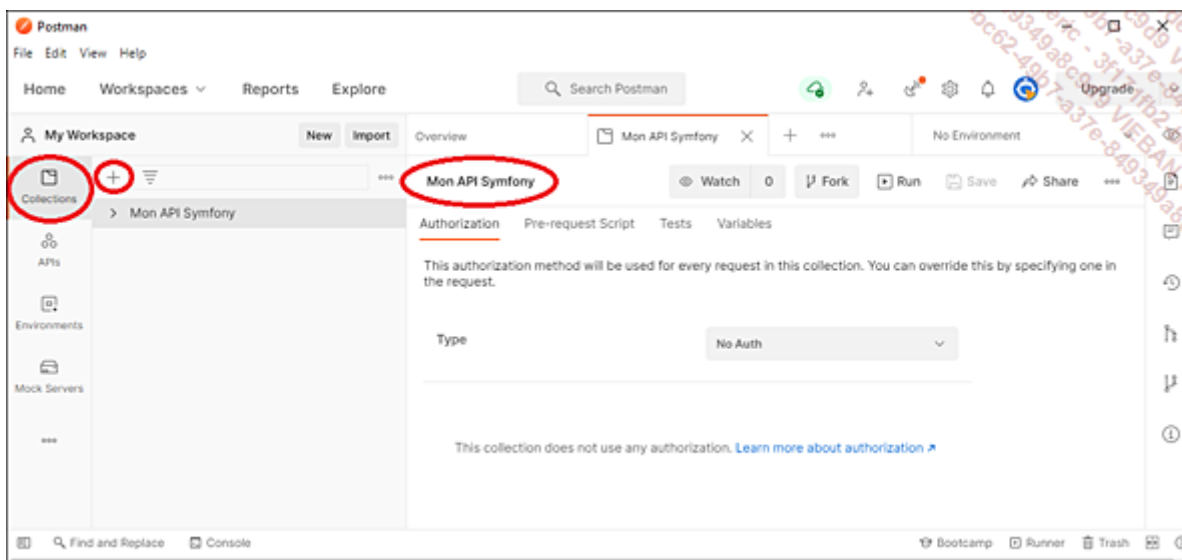 Postman
File Edit View Help
Home Workspaces Reports Explore Search Postman Upgrade
My Workspace New Import Overview Mon API Symfony No Environment
Collections Mon API Symfony Watch 0 Fork Run Save Share
Mon API Symfony
Authorization Pre-request Script Tests Variables
APIs
This authorization method will be used for every request in this collection. You can override this by specifying one in
the request.
Environments
Type No Auth
Mock Servers
This collection does not use any authorization. Learn more about authorization
Find and Replace Console Bootcamp Runner Trash